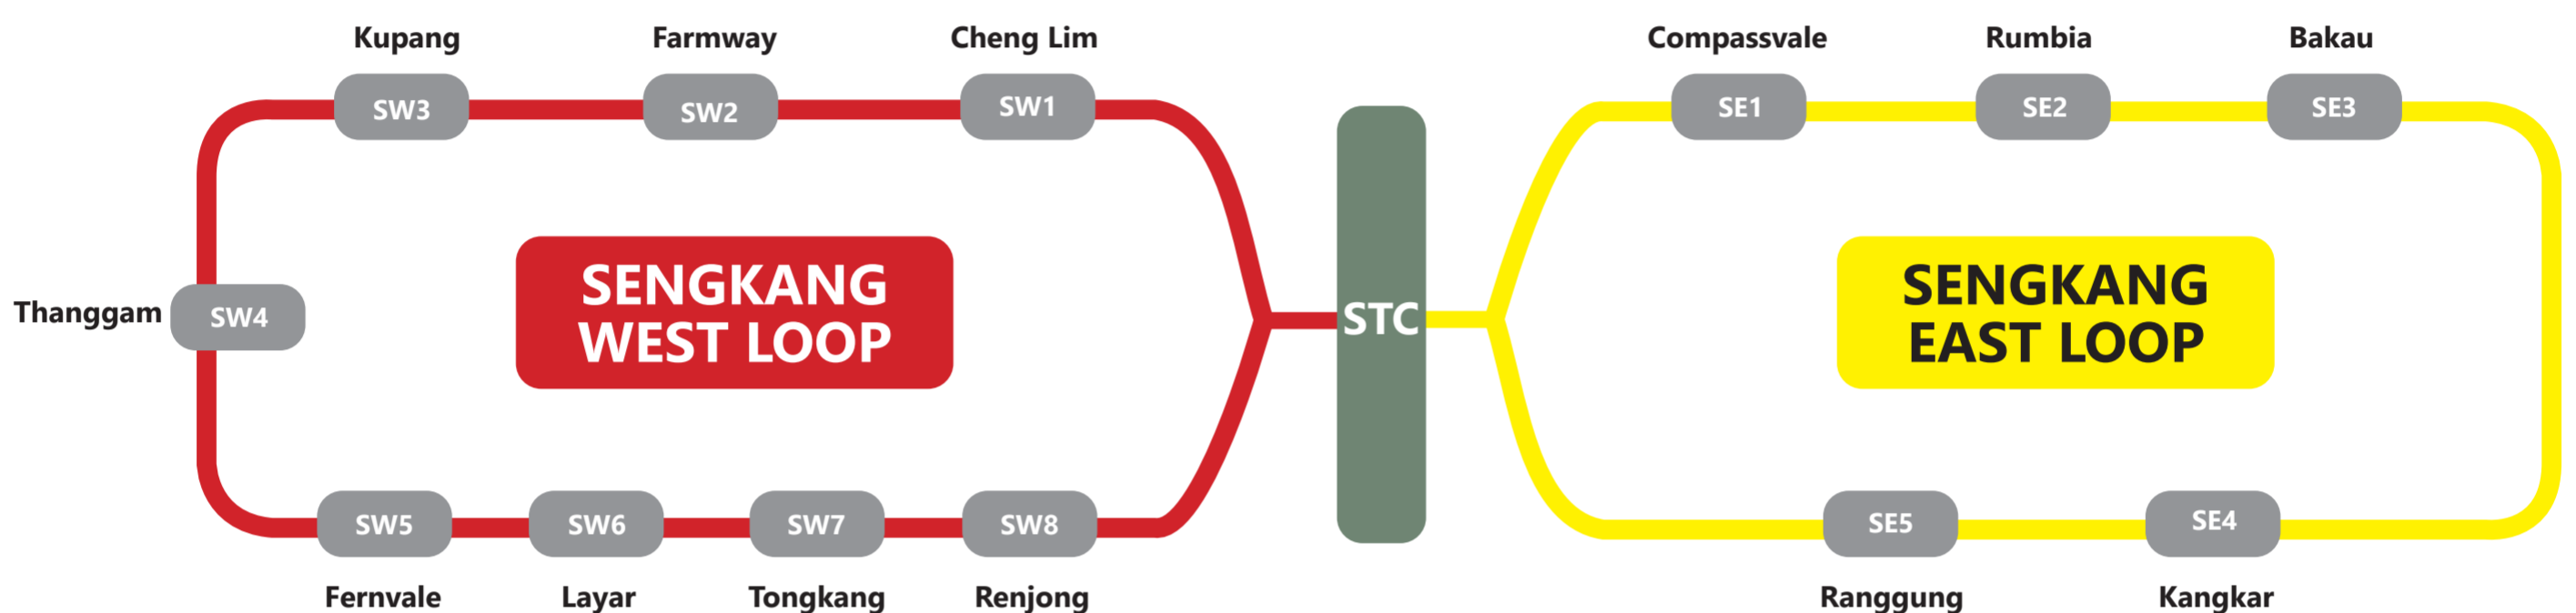 Kupang
Farmway
Cheng Lim
Compassvale
Rumbia
Bakau
SW3
SW2
SW1
SE1
SE2
SE3
SENGKANG
WEST LOOP
SENGKANG
EAST LOOP
Thanggam
SW4
STC
SW5
SW6
SW7
SW8
SE5
SE4
Fernvale
Layar
Tongkang
Renjong
Ranggung
Kangkar